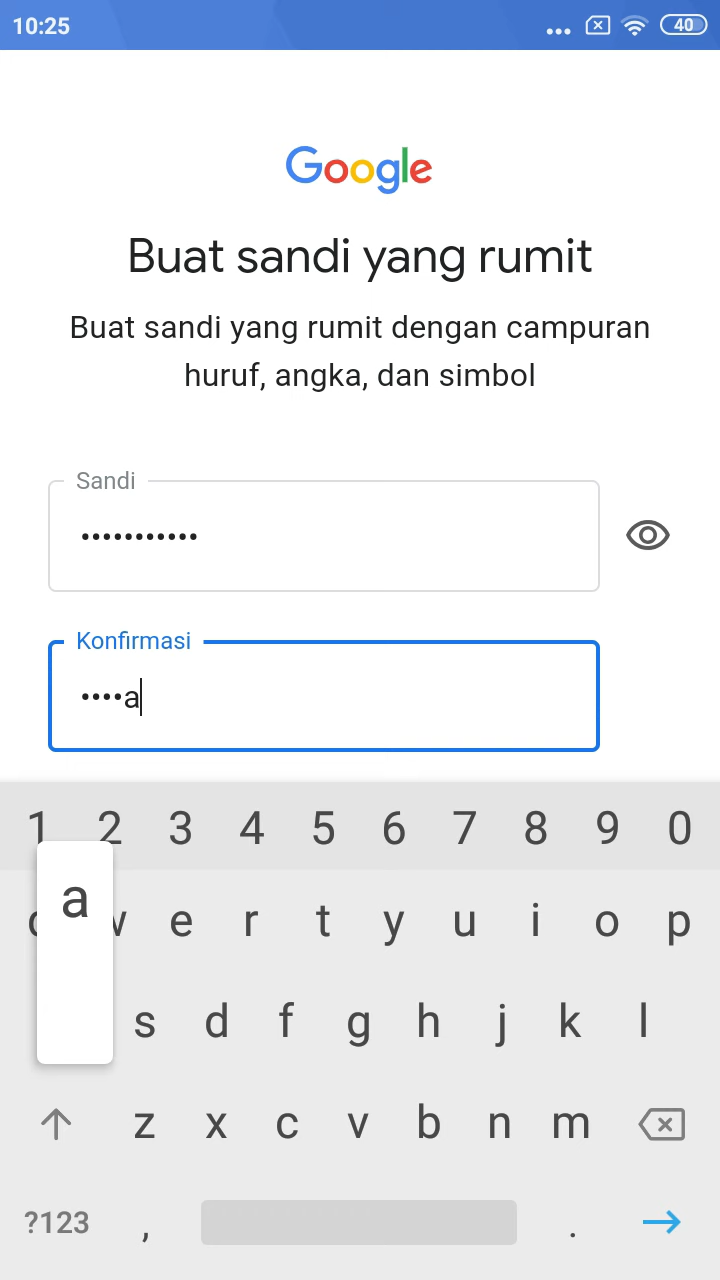 10:25
40
Google
Buat sandi yang rumit
Buat sandi yang rumit dengan campuran
huruf, angka, dan simbol
Sandi
•••••••••••
Konfirmasi
••••a
1 2 3 4 5 6 7 8 9 0
w e r t y u i o p
a
s d f g h j k l
z x c v b n m
?123 , .